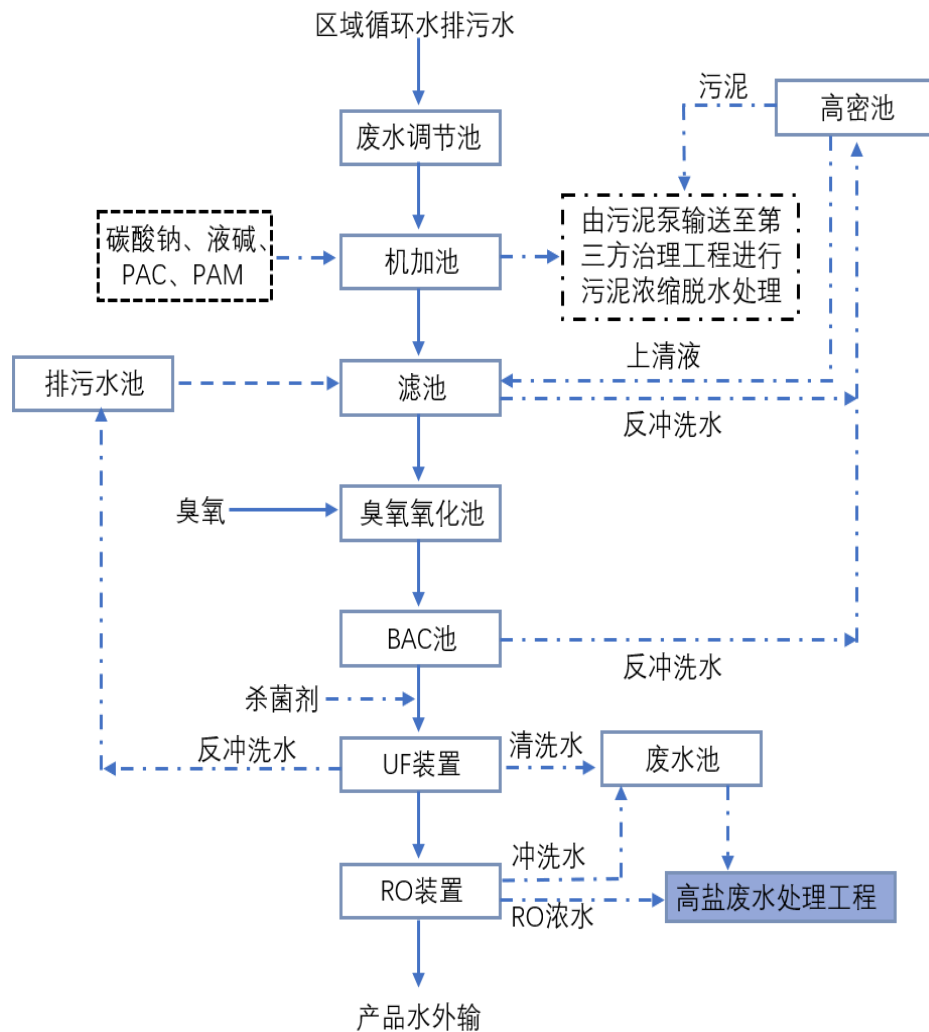 区域循环水排污水
污泥
高密池
废水调节池
碳酸钠、液碱、
PAC、PAM
机加池
由污泥泵输送至第
三方治理工程进行
污泥浓缩脱水处理
上清液
排污水池
滤池
反冲洗水
臭氧
臭氧氧化池
BAC池
反冲洗水
杀菌剂
反冲洗水
UF装置
清洗水
废水池
冲洗水
RO装置
RO浓水
高盐废水处理工程
产品水外输